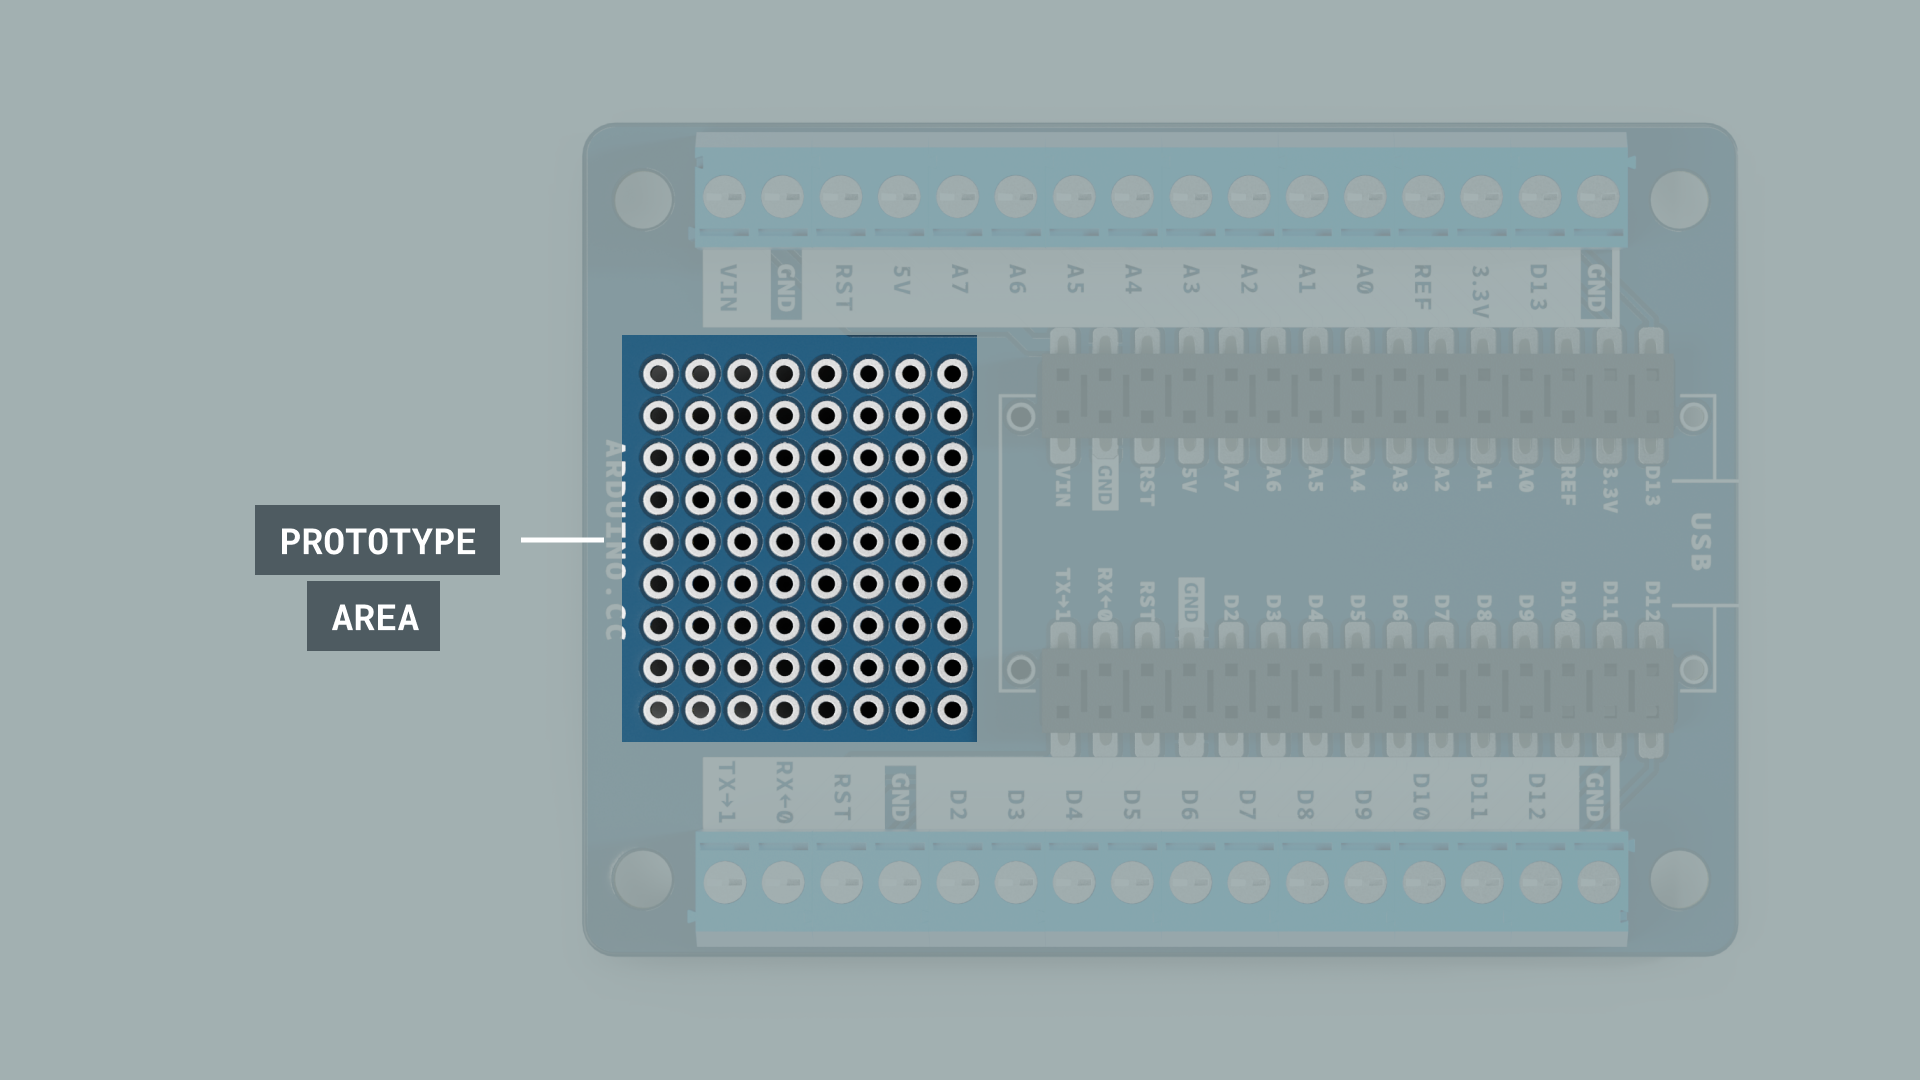 VIN GND RST 5V A7 A6 A5 A4 A3 A2 A1 A0 REF 3.3V D13 GND
VIN GND RST 5V A7 A6 A5 A4 A3 A2 A1 A0 REF 3.3V D13
ARDUINO.CC
PROTOTYPE
AREA
USB
TX→1 RX←0 RST GND D2 D3 D4 D5 D6 D7 D8 D9 D10 D11 D12
TX→1 RX←0 RST GND D2 D3 D4 D5 D6 D7 D8 D9 D10 D11 D12 GND